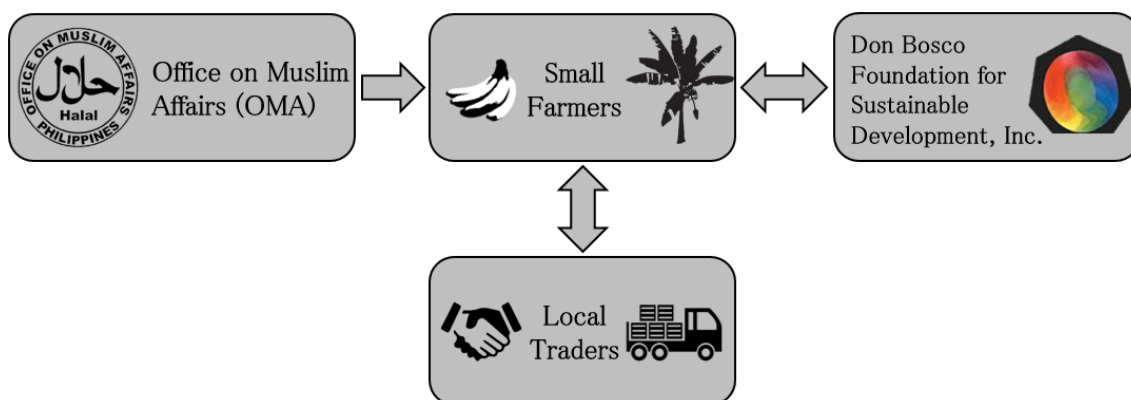 OFFICE ON MUSLIM AFFAIRS
حلال
Halal
PHILIPPINES
Office on Muslim
Affairs (OMA)
Small
Farmers
Don Bosco
Foundation for
Sustainable
Development, Inc.
Local
Traders